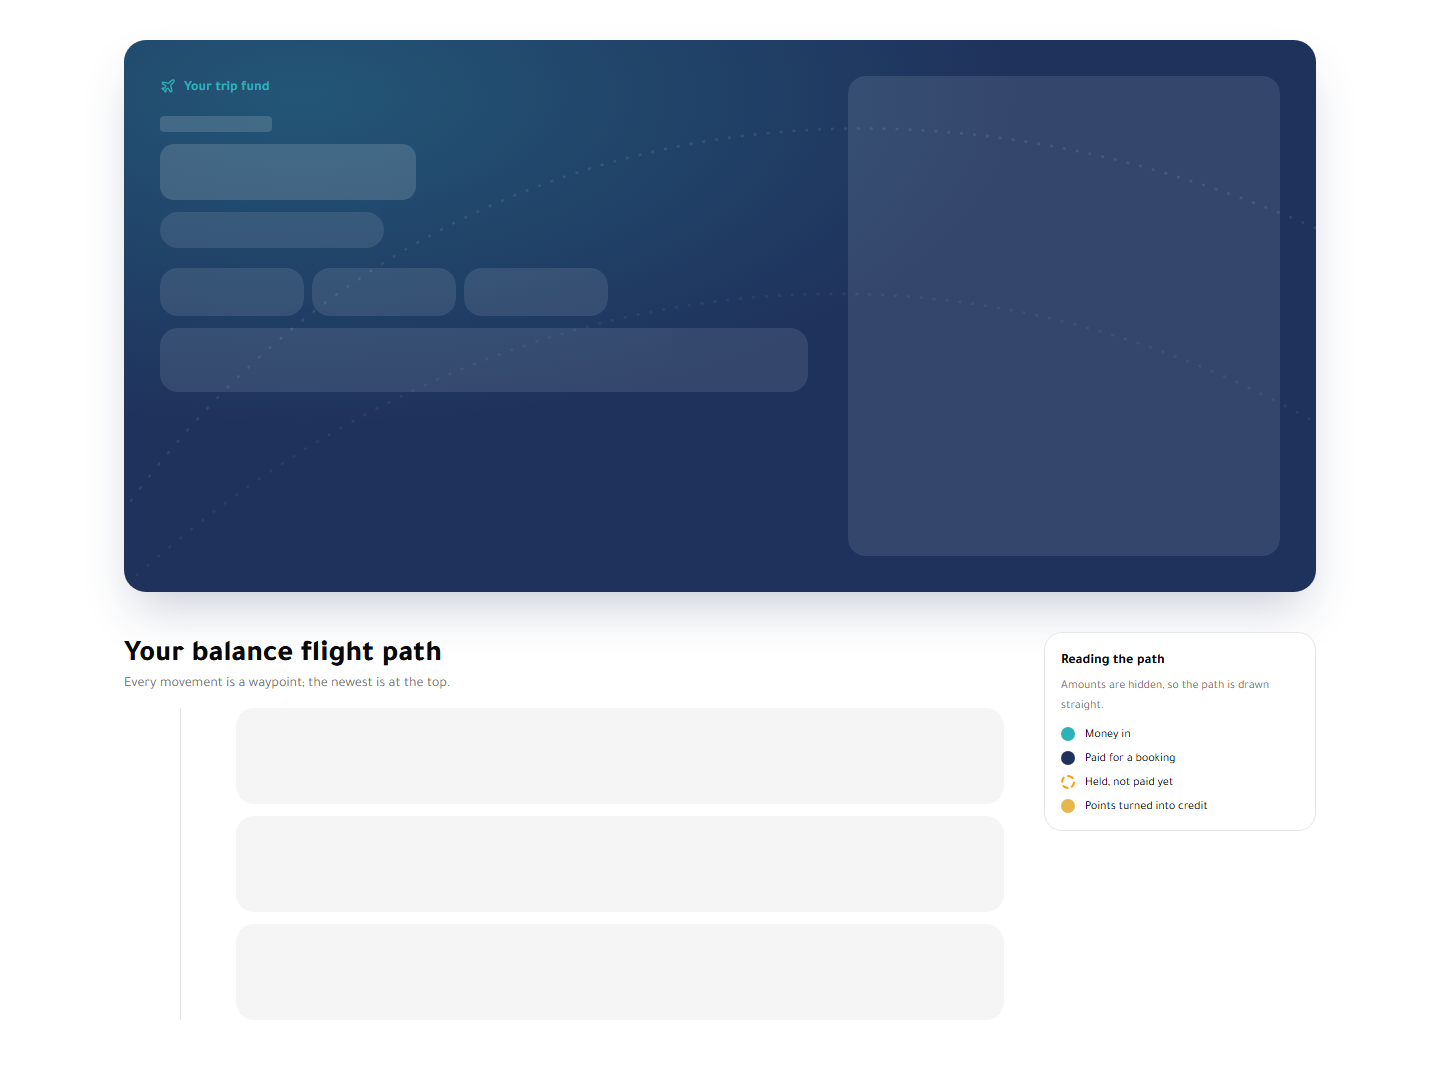 Your trip fund
Your balance flight path
Every movement is a waypoint; the newest is at the top.
Reading the path
Amounts are hidden, so the path is drawn
straight.
Money in
Paid for a booking
Held, not paid yet
Points turned into credit